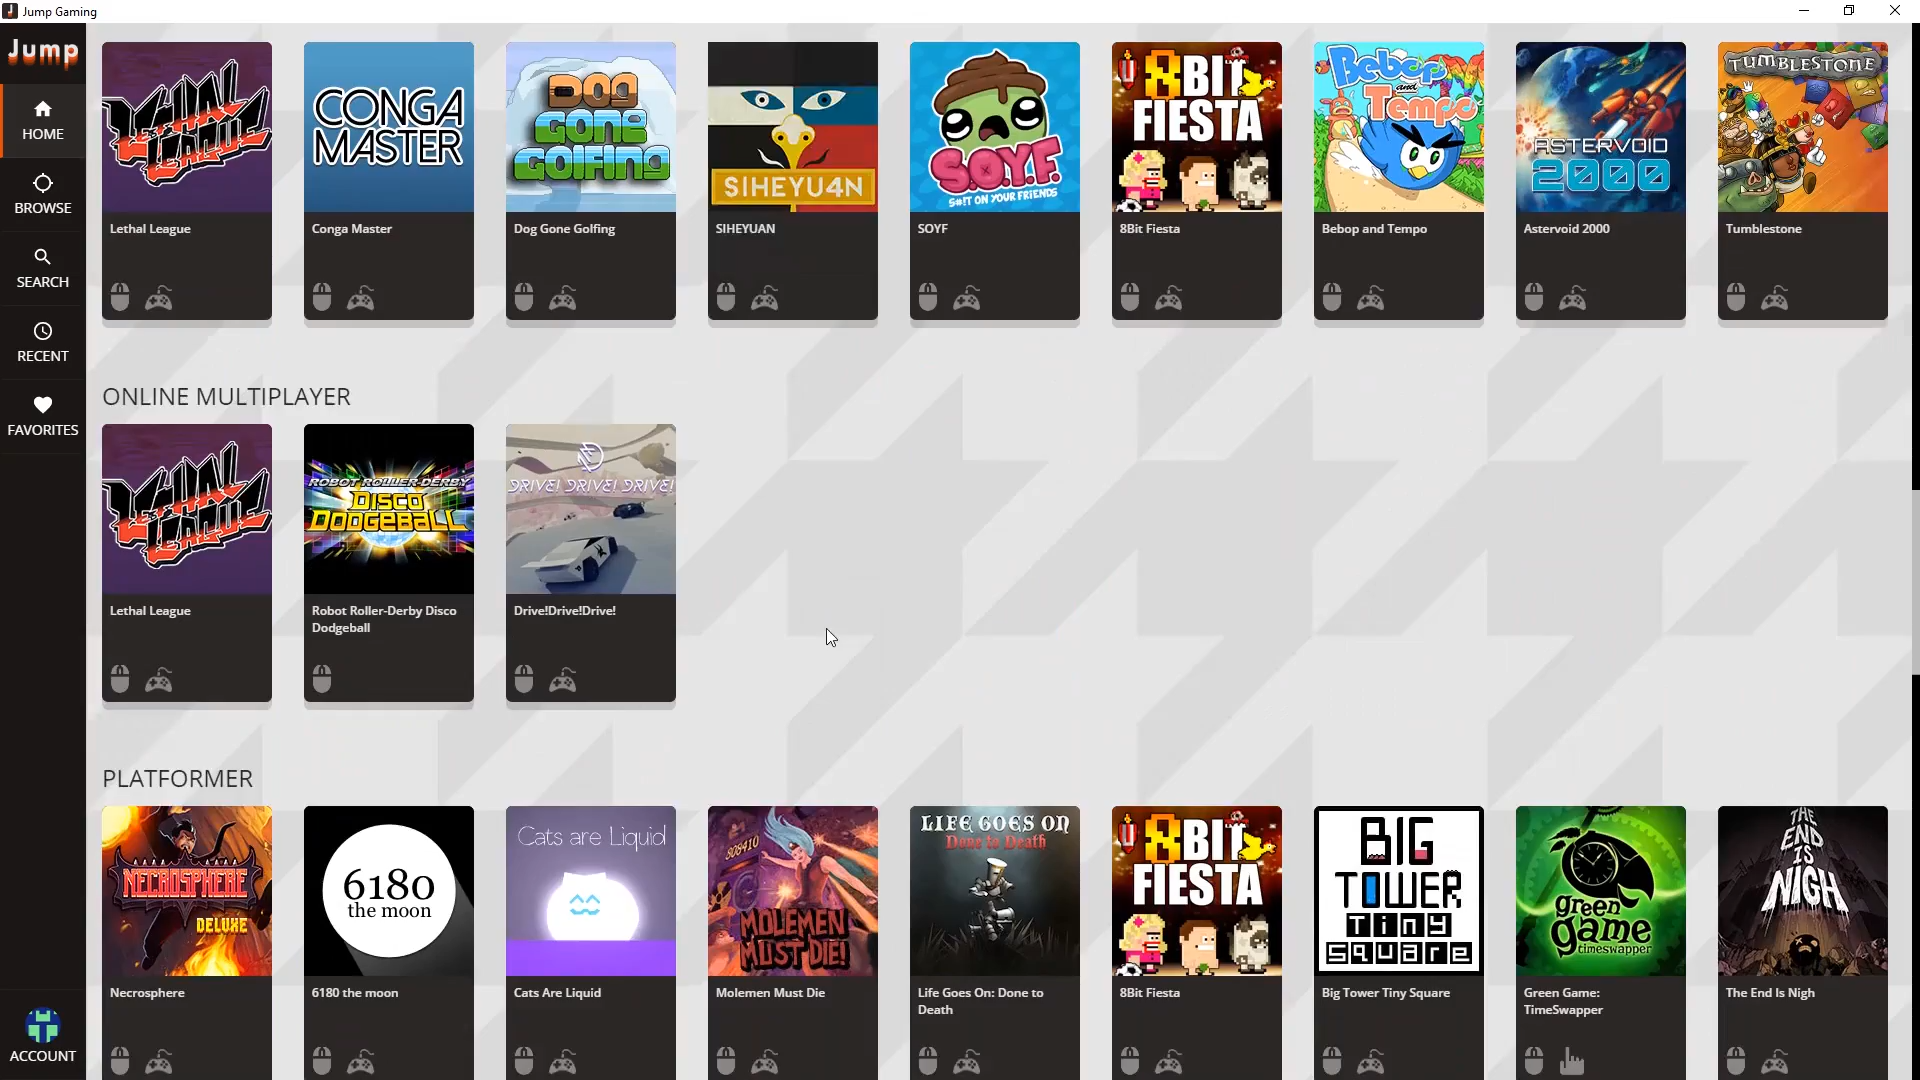 Jump Gaming
Jump
HOME
BROWSE
SEARCH
RECENT
FAVORITES
ACCOUNT
LETHAL LEAGUE
CONGA MASTER
DOG GONE GOLFING
SIHEYU4N
S.O.Y.F.
S#!T ON YOUR FRIENDS
8BIT FIESTA
Bebop and Tempo
ASTERVOID 2000
TUMBLESTONE
Lethal League
Conga Master
Dog Gone Golfing
SIHEYUAN
SOYF
8Bit Fiesta
Bebop and Tempo
Astervoid 2000
Tumblestone
ONLINE MULTIPLAYER
LETHAL LEAGUE
ROBOT ROLLER-DERBY
DISCO
DODGEBALL
DRIVE! DRIVE! DRIVE!
Lethal League
Robot Roller-Derby Disco
Dodgeball
Drive!Drive!Drive!
PLATFORMER
NECROSPHERE
DELUXE
6180
the moon
Cats are Liquid
808410
MOLEMEN
MUST DIE!
LIFE GOES ON
Done to Death
8BIT
FIESTA
BIG
TOWER
TINY
SQUARE
green
game
timeswapper
THE
END
IS
NIGH
Necrosphere
6180 the moon
Cats Are Liquid
Molemen Must Die
Life Goes On: Done to
Death
8Bit Fiesta
Big Tower Tiny Square
Green Game:
TimeSwapper
The End Is Nigh